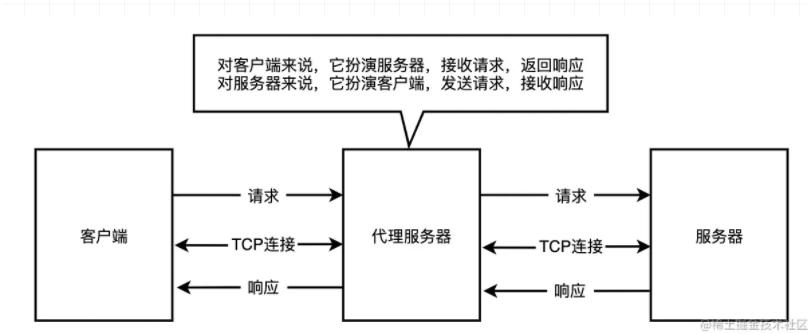 对客户端来说，它扮演服务器，接收请求，返回响应
对服务器来说，它扮演客户端，发送请求，接收响应
请求
请求
客户端
TCP连接
代理服务器
TCP连接
服务器
响应
响应
@稀土掘金技术社区